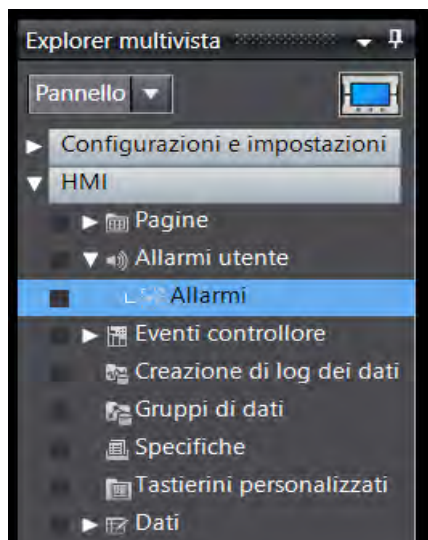 Explorer multivista
Pannello
Configurazioni e impostazioni
HMI
Pagine
Allarmi utente
Allarmi
Eventi controllore
Creazione di log dei dati
Gruppi di dati
Specifiche
Tastierini personalizzati
Dati